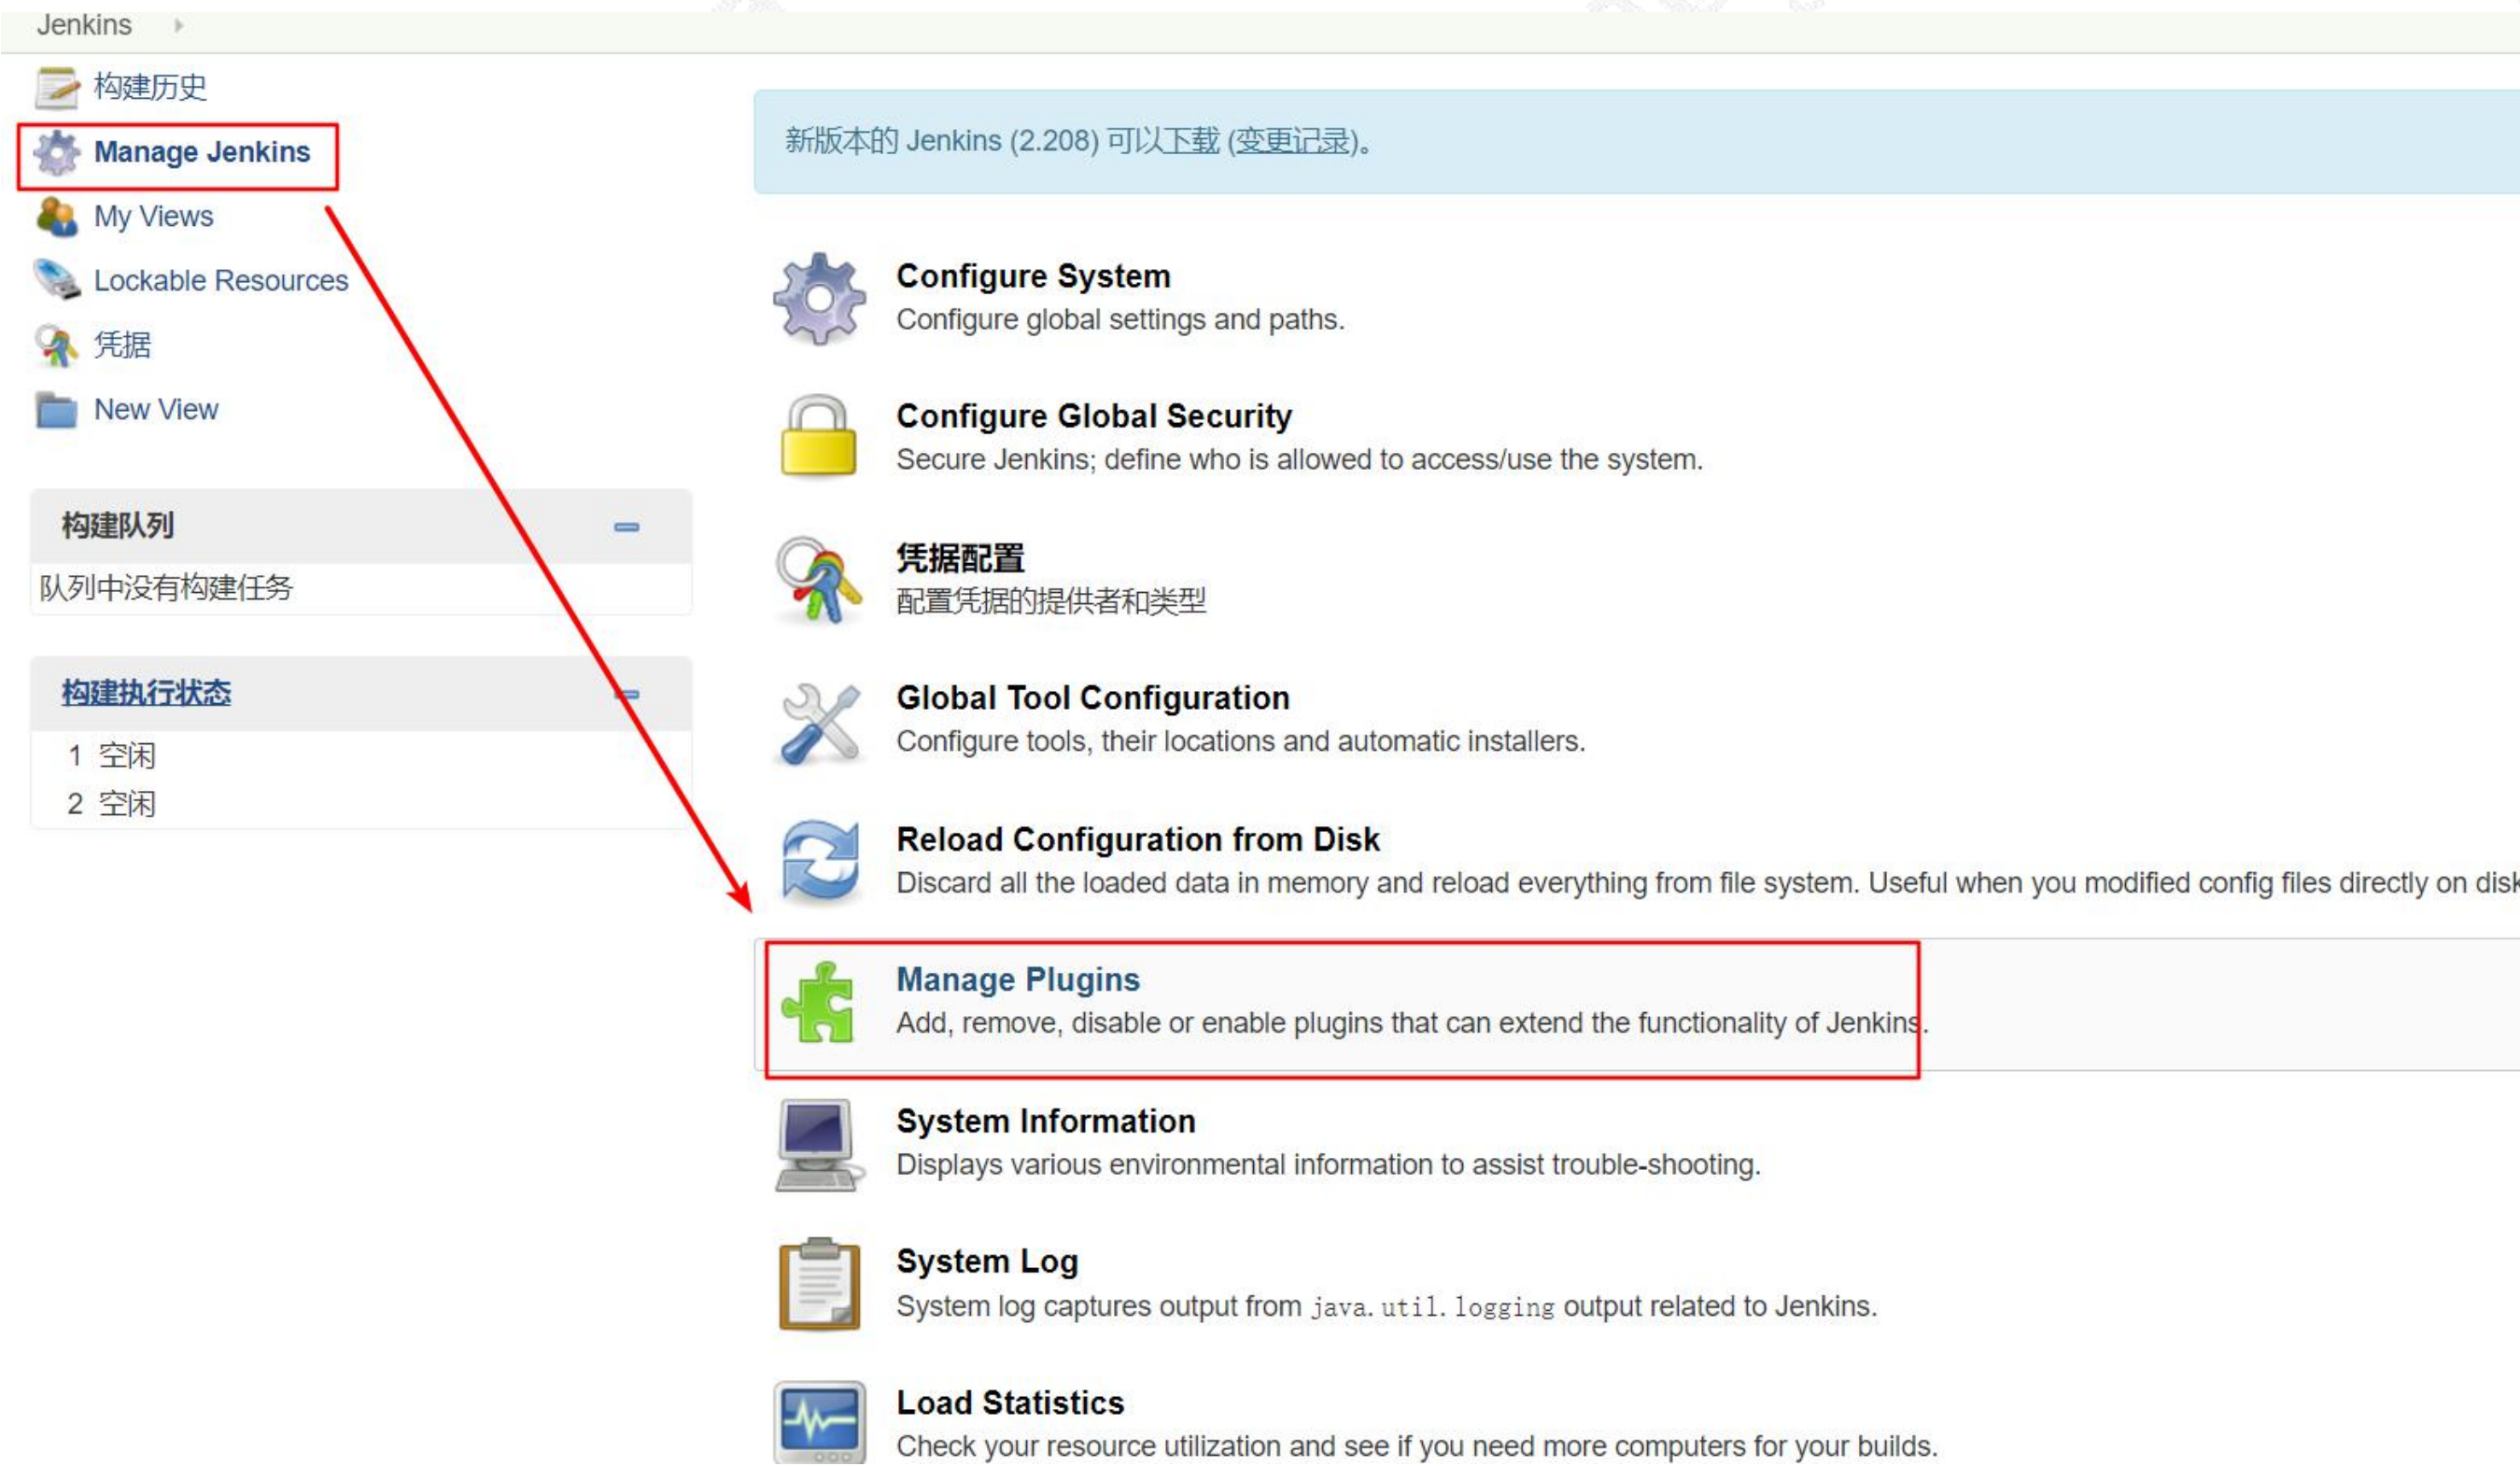 Jenkins
构建历史
Manage Jenkins
My Views
Lockable Resources
凭据
New View
构建队列
队列中没有构建任务
构建执行状态
1 空闲
2 空闲
新版本的 Jenkins (2.208) 可以下载 (变更记录)。
Configure System
Configure global settings and paths.
Configure Global Security
Secure Jenkins; define who is allowed to access/use the system.
凭据配置
配置凭据的提供者和类型
Global Tool Configuration
Configure tools, their locations and automatic installers.
Reload Configuration from Disk
Discard all the loaded data in memory and reload everything from file system. Useful when you modified config files directly on disk
Manage Plugins
Add, remove, disable or enable plugins that can extend the functionality of Jenkins.
System Information
Displays various environmental information to assist trouble-shooting.
System Log
System log captures output from java.util.logging output related to Jenkins.
Load Statistics
Check your resource utilization and see if you need more computers for your builds.